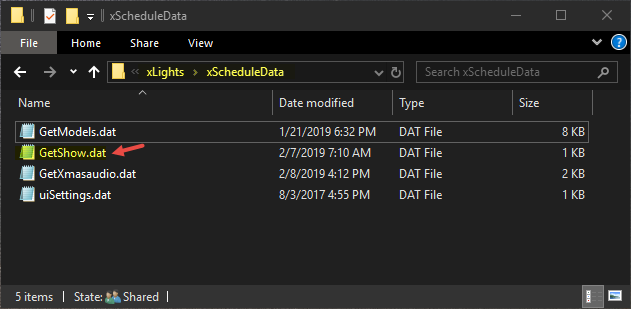 xScheduleData
File Home Share View
xLights xScheduleData Search xScheduleData
Name Date modified Type Size
GetModels.dat 1/21/2019 6:32 PM DAT File 8 KB
GetShow.dat 2/7/2019 7:10 AM DAT File 1 KB
GetXmasaudio.dat 2/8/2019 4:12 PM DAT File 2 KB
uiSettings.dat 8/3/2017 4:55 PM DAT File 1 KB
5 items State: Shared